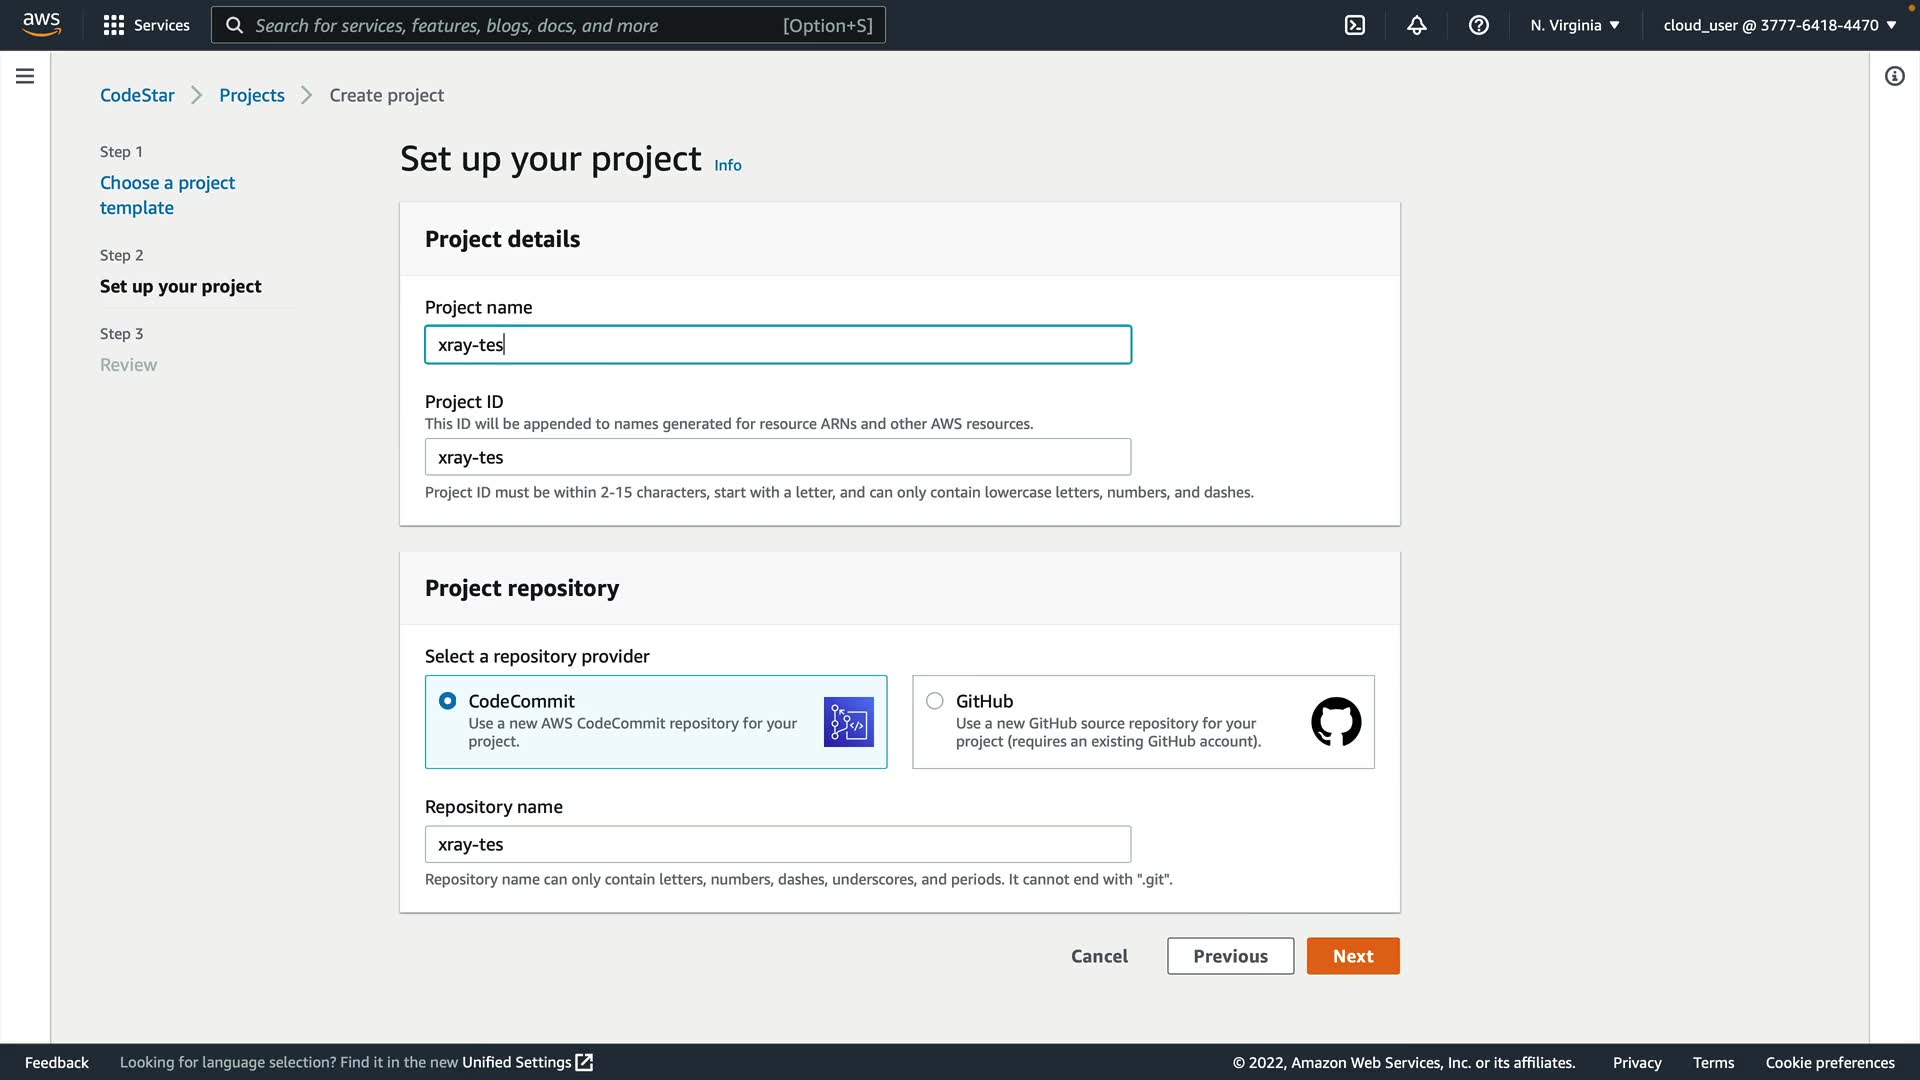 aws Services Search for services, features, blogs, docs, and more [Option+S] N. Virginia ▼ cloud_user @ 3777-6418-4470 ▼
CodeStar > Projects > Create project
Step 1
Choose a project
template
Step 2
Set up your project
Step 3
Review
Set up your project Info
Project details
Project name
xray-tes
Project ID
This ID will be appended to names generated for resource ARNs and other AWS resources.
xray-tes
Project ID must be within 2-15 characters, start with a letter, and can only contain lowercase letters, numbers, and dashes.
Project repository
Select a repository provider
CodeCommit
Use a new AWS CodeCommit repository for your
project.
GitHub
Use a new GitHub source repository for your
project (requires an existing GitHub account).
Repository name
xray-tes
Repository name can only contain letters, numbers, dashes, underscores, and periods. It cannot end with ".git".
Cancel Previous Next
Feedback Looking for language selection? Find it in the new Unified Settings © 2022, Amazon Web Services, Inc. or its affiliates. Privacy Terms Cookie preferences